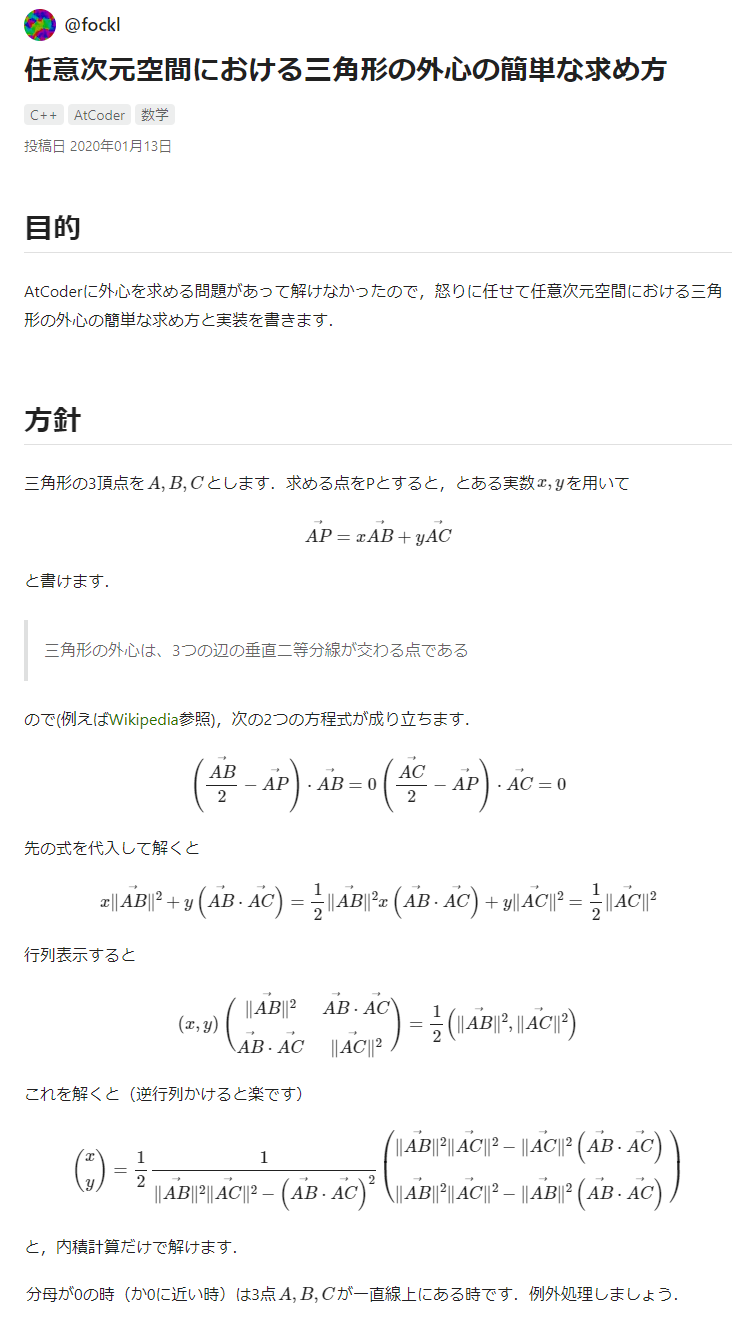 @fockl
任意次元空間における三角形の外心の簡単な求め方
C++ AtCoder 数学
投稿日 2020年01月13日
目的
AtCoderに外心を求める問題があって解けなかったので，怒りに任せて任意次元空間における三角
形の外心の簡単な求め方と実装を書きます．
方針
三角形の3頂点を $A, B, C$ とします．求める点をPとすると，とある実数 $x, y$ を用いて
$\vec{AP} = x\vec{AB} + y\vec{AC}$
と書けます．
三角形の外心は、3つの辺の垂直二等分線が交わる点である
ので(例えばWikipedia参照)，次の2つの方程式が成り立ちます．
$\left(\frac{\vec{AB}}{2} - \vec{AP}\right) \cdot \vec{AB} = 0 \left(\frac{\vec{AC}}{2} - \vec{AP}\right) \cdot \vec{AC} = 0$
先の式を代入して解くと
$x\|\vec{AB}\|^2 + y\left(\vec{AB} \cdot \vec{AC}\right) = \frac{1}{2}\|\vec{AB}\|^2 x\left(\vec{AB} \cdot \vec{AC}\right) + y\|\vec{AC}\|^2 = \frac{1}{2}\|\vec{AC}\|^2$
行列表示すると
$(x, y)\begin{pmatrix} \|\vec{AB}\|^2 & \vec{AB} \cdot \vec{AC} \\ \vec{AB} \cdot \vec{AC} & \|\vec{AC}\|^2 \end{pmatrix} = \frac{1}{2}\left(\|\vec{AB}\|^2, \|\vec{AC}\|^2\right)$
これを解くと（逆行列かけると楽です）
$\begin{pmatrix} x \\ y \end{pmatrix} = \frac{1}{2}\frac{1}{\|\vec{AB}\|^2\|\vec{AC}\|^2 - \left(\vec{AB} \cdot \vec{AC}\right)^2}\begin{pmatrix} \|\vec{AB}\|^2\|\vec{AC}\|^2 - \|\vec{AC}\|^2\left(\vec{AB} \cdot \vec{AC}\right) \\ \|\vec{AB}\|^2\|\vec{AC}\|^2 - \|\vec{AB}\|^2\left(\vec{AB} \cdot \vec{AC}\right) \end{pmatrix}$
と，内積計算だけで解けます．
分母が0の時（か0に近い時）は3点 $A, B, C$ が一直線上にある時です．例外処理しましょう．